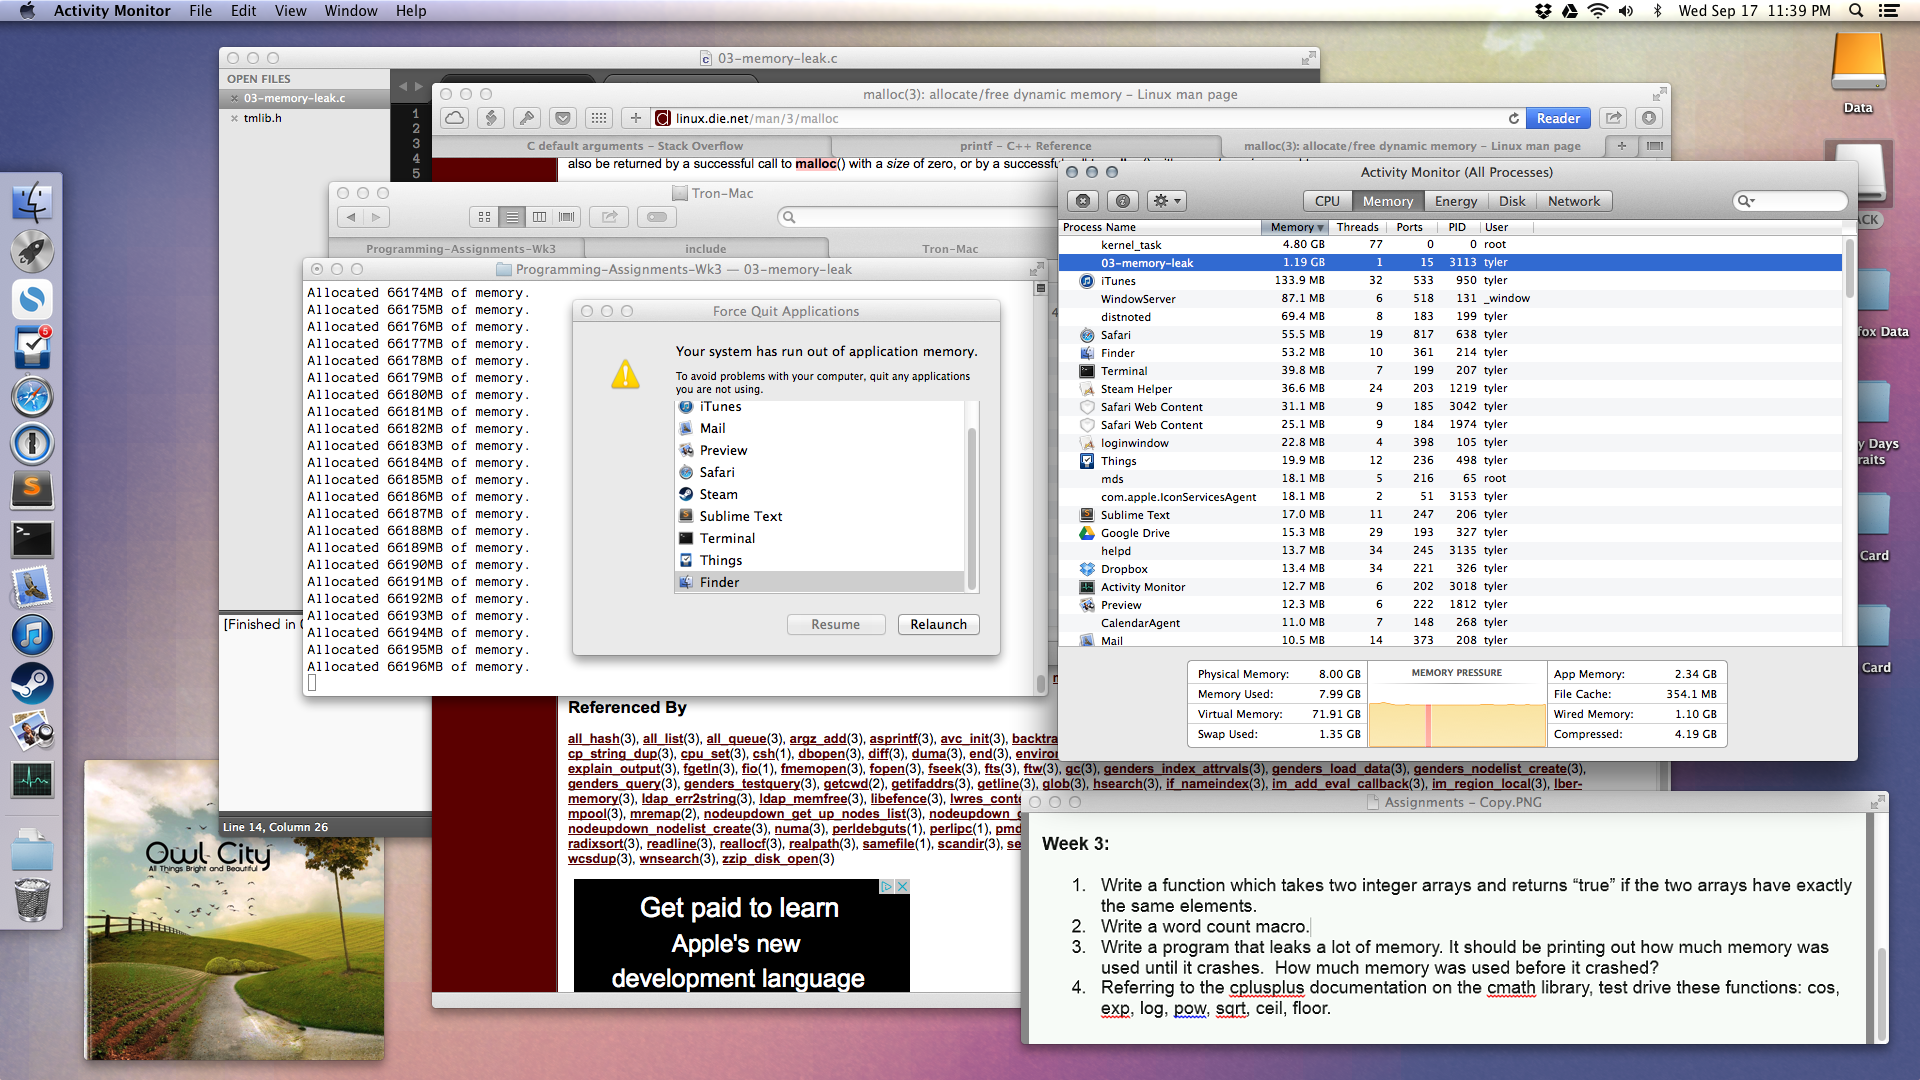 Activity Monitor File Edit View Window Help
Wed Sep 17 11:39 PM
03-memory-leak.c
OPEN FILES
03-memory-leak.c
tmlib.h
1
2
3
4
5
[Finished in
Line 14, Column 26
malloc(3): allocate/free dynamic memory – Linux man page
linux.die.net/man/3/malloc
Reader
C default arguments – Stack Overflow
printf – C++ Reference
malloc(3): allocate/free dynamic memory – Linux man page
also be returned by a successful call to malloc() with a size of zero, or by a successful
Tron-Mac
Programming-Assignments-Wk3
include
Tron-Mac
Programming-Assignments-Wk3 — 03-memory-leak
Allocated 66174MB of memory.
Allocated 66175MB of memory.
Allocated 66176MB of memory.
Allocated 66177MB of memory.
Allocated 66178MB of memory.
Allocated 66179MB of memory.
Allocated 66180MB of memory.
Allocated 66181MB of memory.
Allocated 66182MB of memory.
Allocated 66183MB of memory.
Allocated 66184MB of memory.
Allocated 66185MB of memory.
Allocated 66186MB of memory.
Allocated 66187MB of memory.
Allocated 66188MB of memory.
Allocated 66189MB of memory.
Allocated 66190MB of memory.
Allocated 66191MB of memory.
Allocated 66192MB of memory.
Allocated 66193MB of memory.
Allocated 66194MB of memory.
Allocated 66195MB of memory.
Allocated 66196MB of memory.
Force Quit Applications
Your system has run out of application memory.
To avoid problems with your computer, quit any applications
you are not using.
iTunes
Mail
Preview
Safari
Steam
Sublime Text
Terminal
Things
Finder
Resume
Relaunch
Activity Monitor (All Processes)
CPU Memory Energy Disk Network
Process Name Memory Threads Ports PID User
kernel_task 4.80 GB 77 0 0 root
03-memory-leak 1.19 GB 1 15 3113 tyler
iTunes 133.9 MB 32 533 950 tyler
WindowServer 87.1 MB 6 518 131 _window
distnoted 69.4 MB 8 183 199 tyler
Safari 55.5 MB 19 817 638 tyler
Finder 53.2 MB 10 361 214 tyler
Terminal 39.8 MB 7 199 207 tyler
Steam Helper 36.6 MB 24 203 1219 tyler
Safari Web Content 31.1 MB 9 185 3042 tyler
Safari Web Content 25.1 MB 9 184 1974 tyler
loginwindow 22.8 MB 4 398 105 tyler
Things 19.9 MB 12 236 498 tyler
mds 18.1 MB 5 216 65 root
com.apple.IconServicesAgent 18.1 MB 2 51 3153 tyler
Sublime Text 17.0 MB 11 247 206 tyler
Google Drive 15.3 MB 29 193 327 tyler
helpd 13.7 MB 34 245 3135 tyler
Dropbox 13.4 MB 34 221 326 tyler
Activity Monitor 12.7 MB 6 202 3018 tyler
Preview 12.3 MB 6 222 1812 tyler
CalendarAgent 11.0 MB 7 148 268 tyler
Mail 10.5 MB 14 373 208 tyler
Physical Memory: 8.00 GB
Memory Used: 7.99 GB
Virtual Memory: 71.91 GB
Swap Used: 1.35 GB
MEMORY PRESSURE
App Memory: 2.34 GB
File Cache: 354.1 MB
Wired Memory: 1.10 GB
Compressed: 4.19 GB
Data
ACK
fox Data
y Days
raits
Card
Card
5
Referenced By
all_hash(3), all_list(3), all_queue(3), argz_add(3), asprintf(3), avc_init(3), backtra
cp_string_dup(3), cpu_set(3), csh(1), dbopen(3), diff(3), duma(3), end(3), environ
explain_output(3), fgetln(3), fio(1), fmemopen(3), fopen(3), fseek(3), fts(3), ftw(3), gc(3), genders_index_attrvals(3), genders_load_data(3), genders_nodelist_create(3),
genders_query(3), genders_testquery(3), getcwd(2), getifaddrs(3), getline(3), glob(3), hsearch(3), if_nameindex(3), im_add_eval_callback(3), im_region_local(3), lber-
memory(3), ldap_err2string(3), ldap_memfree(3), libefence(3), lwres_conte
mpool(3), mremap(2), nodeupdown_get_up_nodes_list(3), nodeupdown_g
nodeupdown_nodelist_create(3), numa(3), perldebguts(1), perlipc(1), pmd
radixsort(3), readline(3), reallocf(3), realpath(3), samefile(1), scandir(3), se
wcsdup(3), wnsearch(3), zzip_disk_open(3)
Get paid to learn
Apple's new
development language
Owl City
All Things Bright and Beautiful
Assignments – Copy.PNG
Week 3:
1. Write a function which takes two integer arrays and returns “true” if the two arrays have exactly
the same elements.
2. Write a word count macro.
3. Write a program that leaks a lot of memory. It should be printing out how much memory was
used until it crashes. How much memory was used before it crashed?
4. Referring to the cplusplus documentation on the cmath library, test drive these functions: cos,
exp, log, pow, sqrt, ceil, floor.